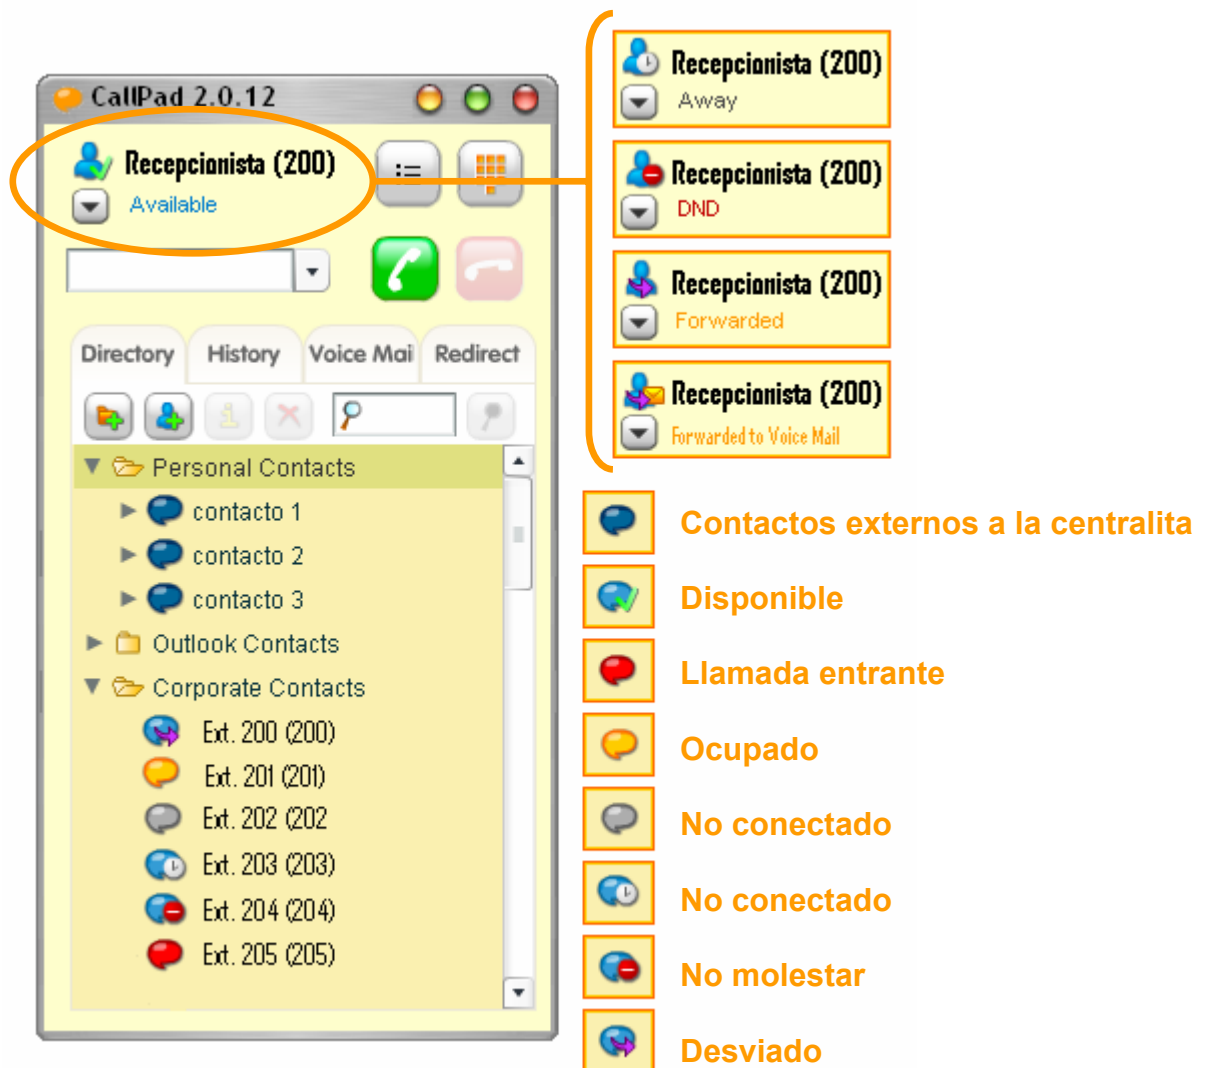 CallPad 2.0.12
Recepcionista (200)
Available
Directory
History
Voice Mai
Redirect
Personal Contacts
contacto 1
contacto 2
contacto 3
Outlook Contacts
Corporate Contacts
Ext. 200 (200)
Ext. 201 (201)
Ext. 202 (202
Ext. 203 (203)
Ext. 204 (204)
Ext. 205 (205)
Recepcionista (200)
Away
Recepcionista (200)
DND
Recepcionista (200)
Forwarded
Recepcionista (200)
Forwarded to Voice Mail
Contactos externos a la centralita
Disponible
Llamada entrante
Ocupado
No conectado
No conectado
No molestar
Desviado